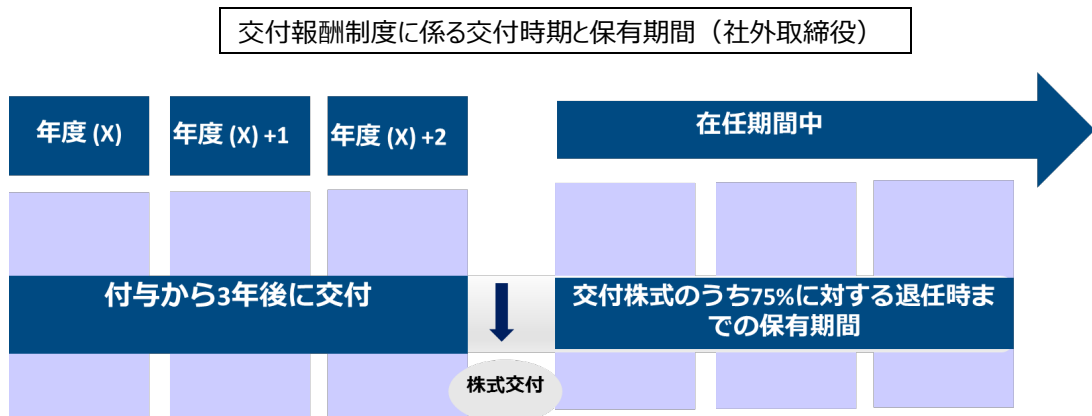 交付報酬制度に係る交付時期と保有期間（社外取締役）
年度 (X)
年度 (X) +1
年度 (X) +2
在任期間中
付与から3年後に交付
交付株式のうち75%に対する退任時ま
での保有期間
株式交付